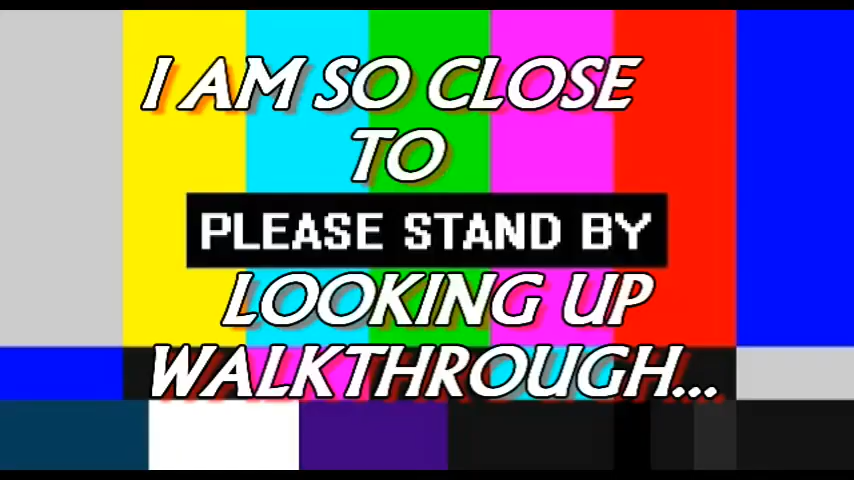 I AM SO CLOSE
TO
PLEASE STAND BY
LOOKING UP
WALKTHROUGH...